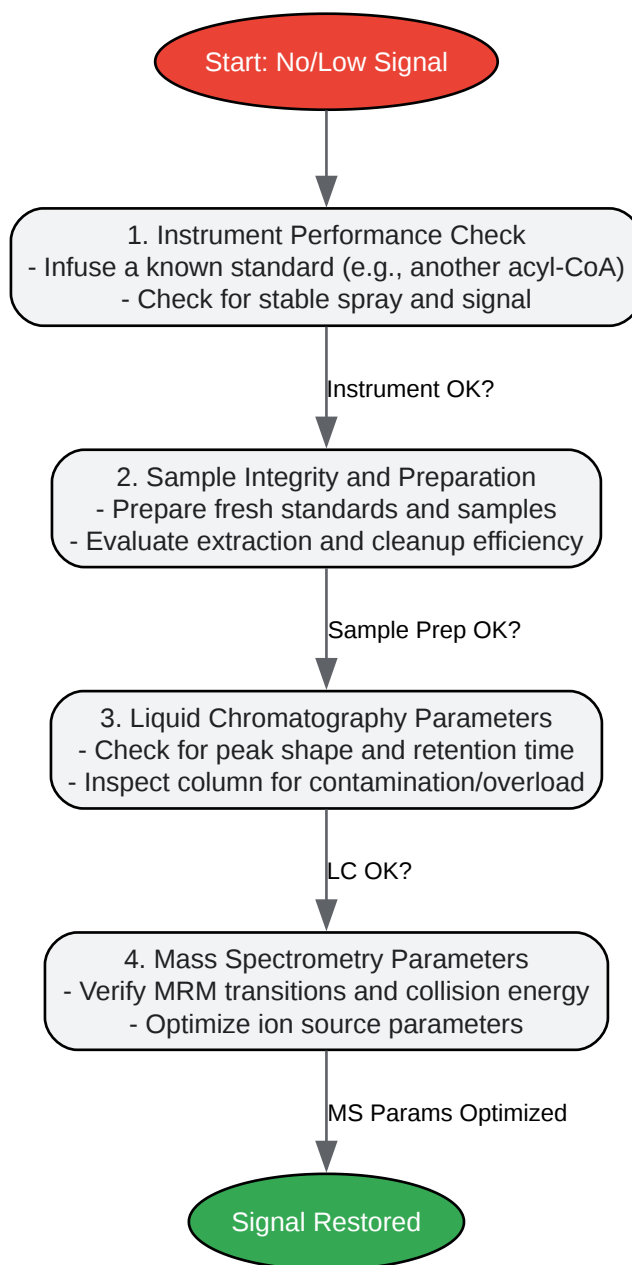 Start: No/Low Signal
1. Instrument Performance Check
- Infuse a known standard (e.g., another acyl-CoA)
- Check for stable spray and signal
Instrument OK?
2. Sample Integrity and Preparation
- Prepare fresh standards and samples
- Evaluate extraction and cleanup efficiency
Sample Prep OK?
3. Liquid Chromatography Parameters
- Check for peak shape and retention time
- Inspect column for contamination/overload
LC OK?
4. Mass Spectrometry Parameters
- Verify MRM transitions and collision energy
- Optimize ion source parameters
MS Params Optimized
Signal Restored